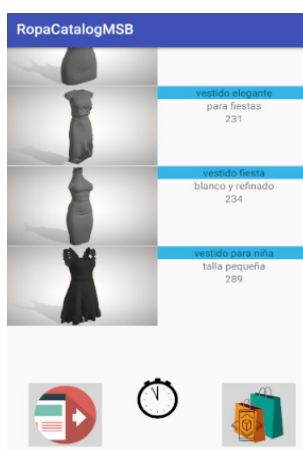 RopaCatalogMSB
vestido elegante
para fiestas
231
vestido fiesta
blanco y refinado
234
vestido para niña
talla pequeña
289